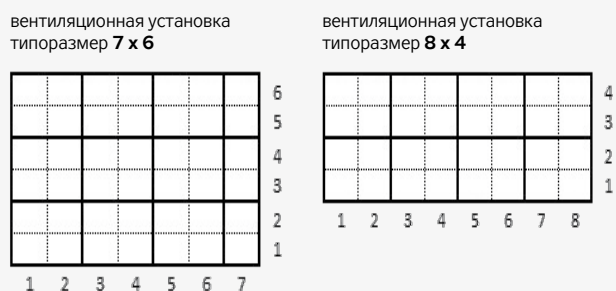 вентиляционная установка
типоразмер 7 x 6
6
5
4
3
2
1
1 2 3 4 5 6 7
вентиляционная установка
типоразмер 8 x 4
4
3
2
1
1 2 3 4 5 6 7 8